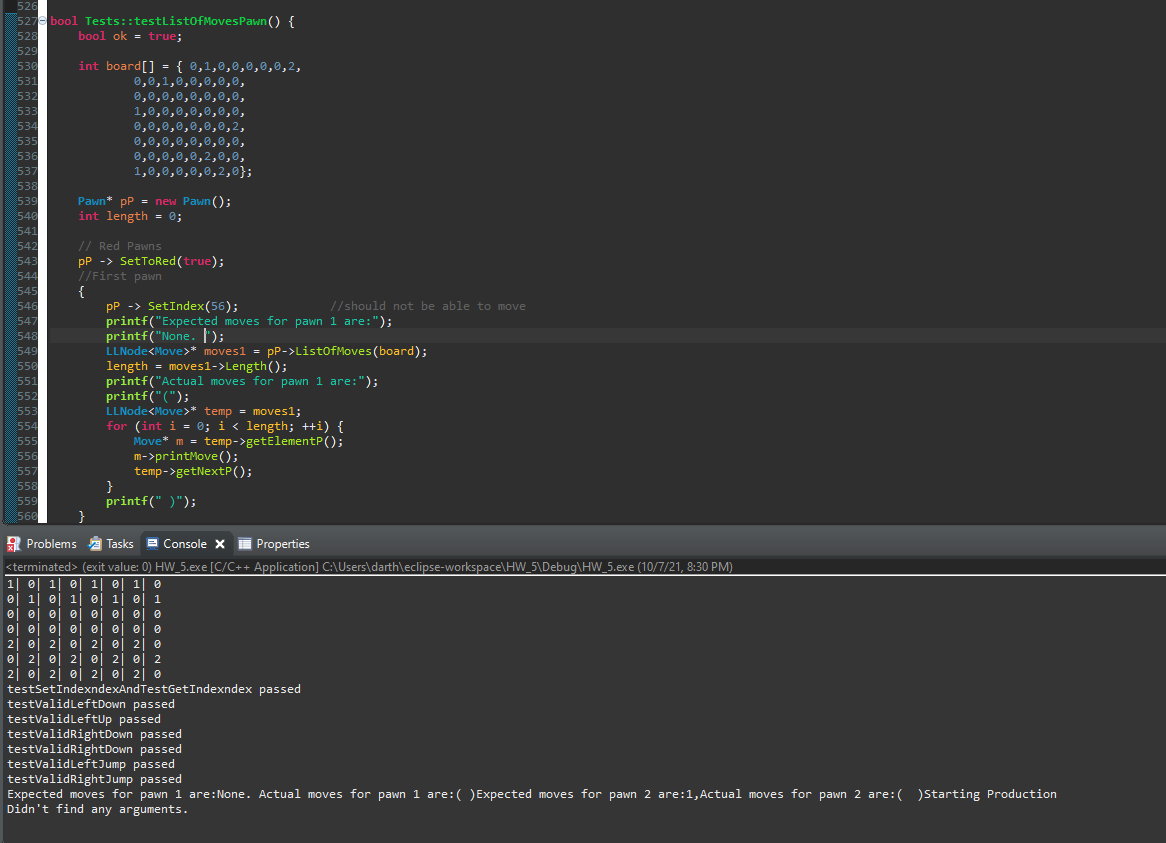 526
527 bool Tests::testListOfMovesPawn() {
528 bool ok = true;
529
530 int board[] = { 0,1,0,0,0,0,0,2,
531 0,0,1,0,0,0,0,0,
532 0,0,0,0,0,0,0,0,
533 1,0,0,0,0,0,0,0,
534 0,0,0,0,0,0,0,2,
535 0,0,0,0,0,0,0,0,
536 0,0,0,0,0,2,0,0,
537 1,0,0,0,0,0,2,0};
538
539 Pawn* pP = new Pawn();
540 int length = 0;
541
542 // Red Pawns
543 pP -> SetToRed(true);
544 //First pawn
545 {
546 pP -> SetIndex(56); //should not be able to move
547 printf("Expected moves for pawn 1 are:");
548 printf("None. ");
549 LLNode<Move>* moves1 = pP->ListOfMoves(board);
550 length = moves1->Length();
551 printf("Actual moves for pawn 1 are:");
552 printf("(");
553 LLNode<Move>* temp = moves1;
554 for (int i = 0; i < length; ++i) {
555 Move* m = temp->getElementP();
556 m->printMove();
557 temp->getNextP();
558 }
559 printf(" )");
560 }
Problems Tasks Console Properties
<terminated> (exit value: 0) HW_5.exe [C/C++ Application] C:\Users\darth\eclipse-workspace\HW_5\Debug\HW_5.exe (10/7/21, 8:30 PM)
1| 0| 1| 0| 1| 0| 1| 0
0| 1| 0| 1| 0| 1| 0| 1
0| 0| 0| 0| 0| 0| 0| 0
0| 0| 0| 0| 0| 0| 0| 0
2| 0| 2| 0| 2| 0| 2| 0
0| 2| 0| 2| 0| 2| 0| 2
2| 0| 2| 0| 2| 0| 2| 0
testSetIndexndexAndTestGetIndexndex passed
testValidLeftDown passed
testValidLeftUp passed
testValidRightDown passed
testValidRightDown passed
testValidLeftJump passed
testValidRightJump passed
Expected moves for pawn 1 are:None. Actual moves for pawn 1 are:( )Expected moves for pawn 2 are:1,Actual moves for pawn 2 are:(  )Starting Production
Didn't find any arguments.